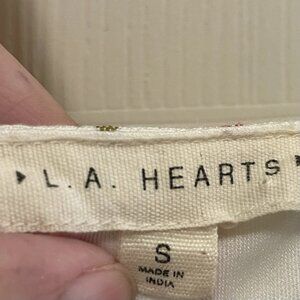 L. A. HEARTS
S
MADE IN
INDIA